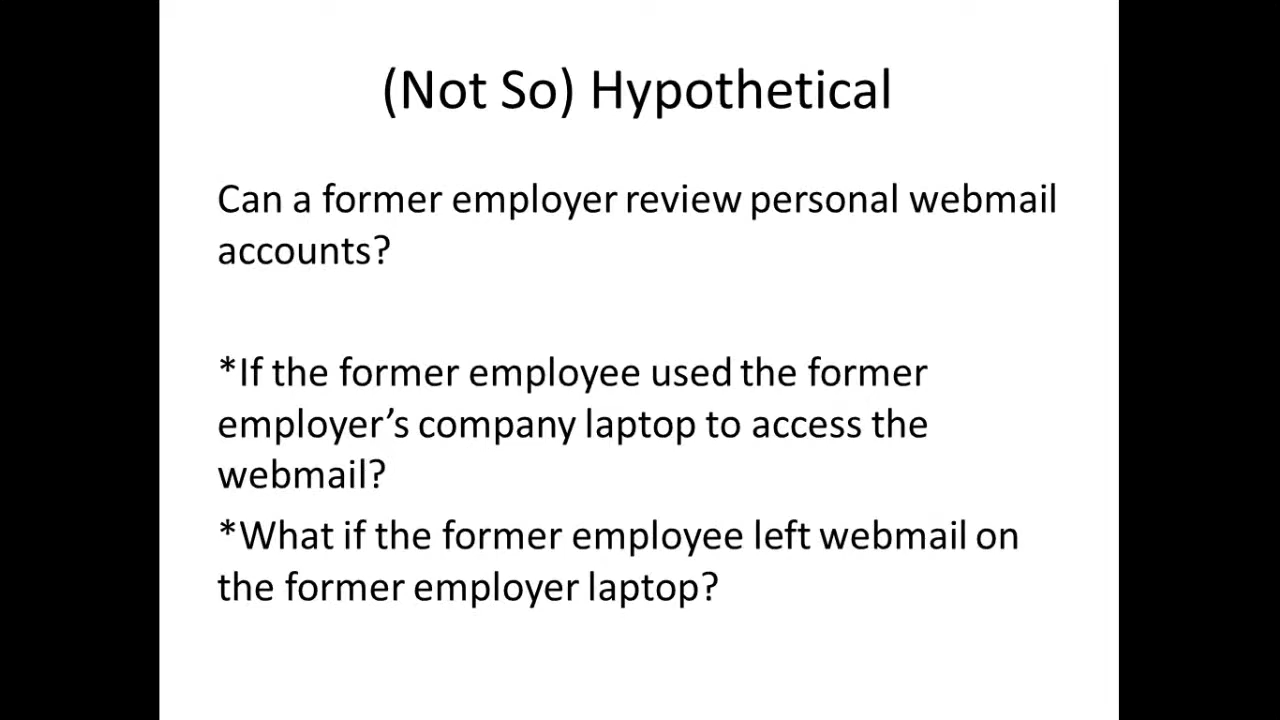 (Not So) Hypothetical
Can a former employer review personal webmail
accounts?
*If the former employee used the former
employer’s company laptop to access the
webmail?
*What if the former employee left webmail on
the former employer laptop?